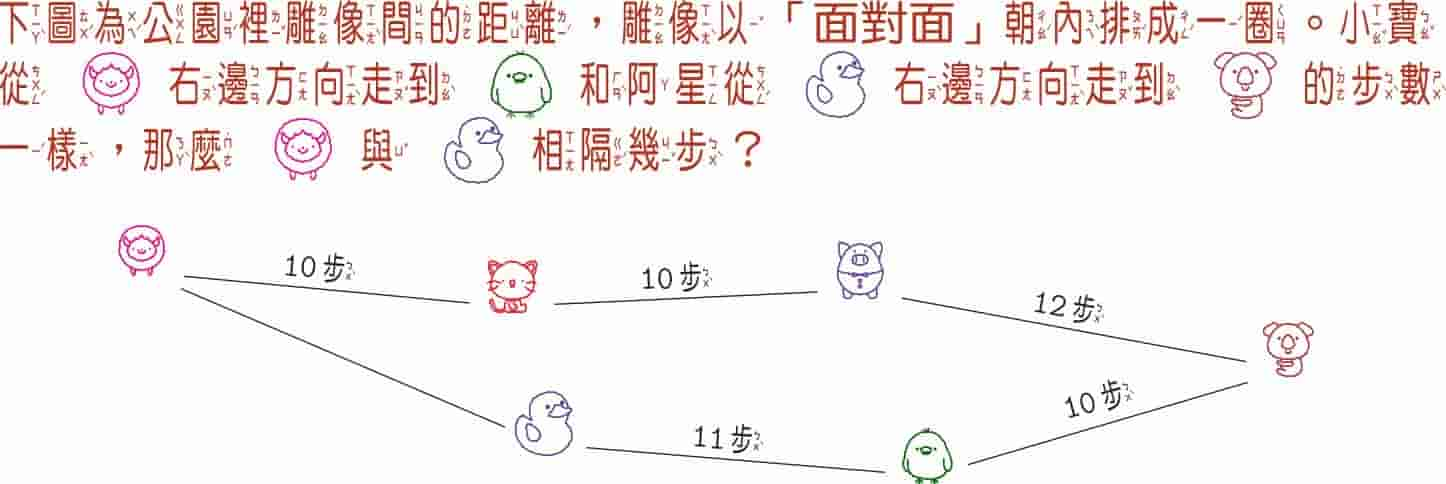 下圖為公園裡雕像間的距離，雕像以「面對面」朝內排成一圈。小寶
從 右邊方向走到 和阿星從 右邊方向走到 的步數
一樣，那麼 與 相隔幾步？
10步
10步
12步
11步
10步